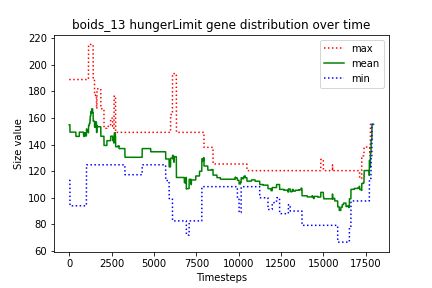 boids_13 hungerLimit gene distribution over time
220
200
180
160
140
120
100
80
60
Size value
max
mean
min
0 2500 5000 7500 10000 12500 15000 17500
Timesteps